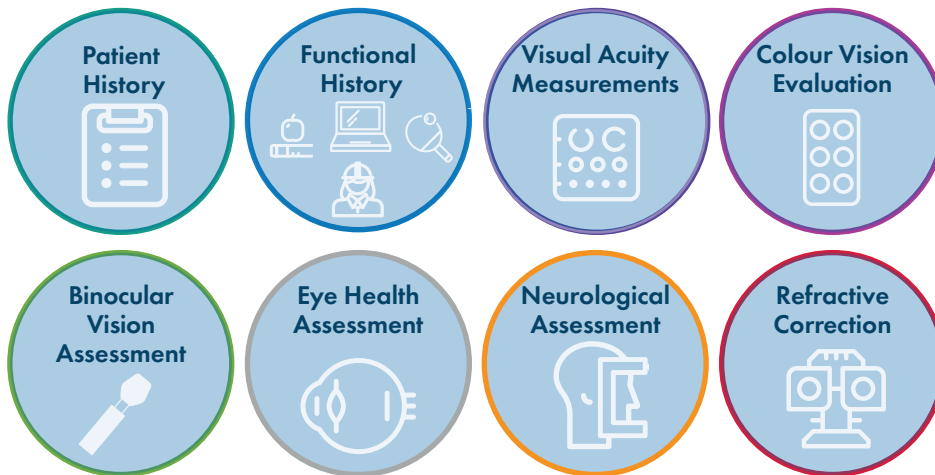 Patient
History
Functional
History
Visual Acuity
Measurements
Colour Vision
Evaluation
Binocular
Vision
Assessment
Eye Health
Assessment
Neurological
Assessment
Refractive
Correction